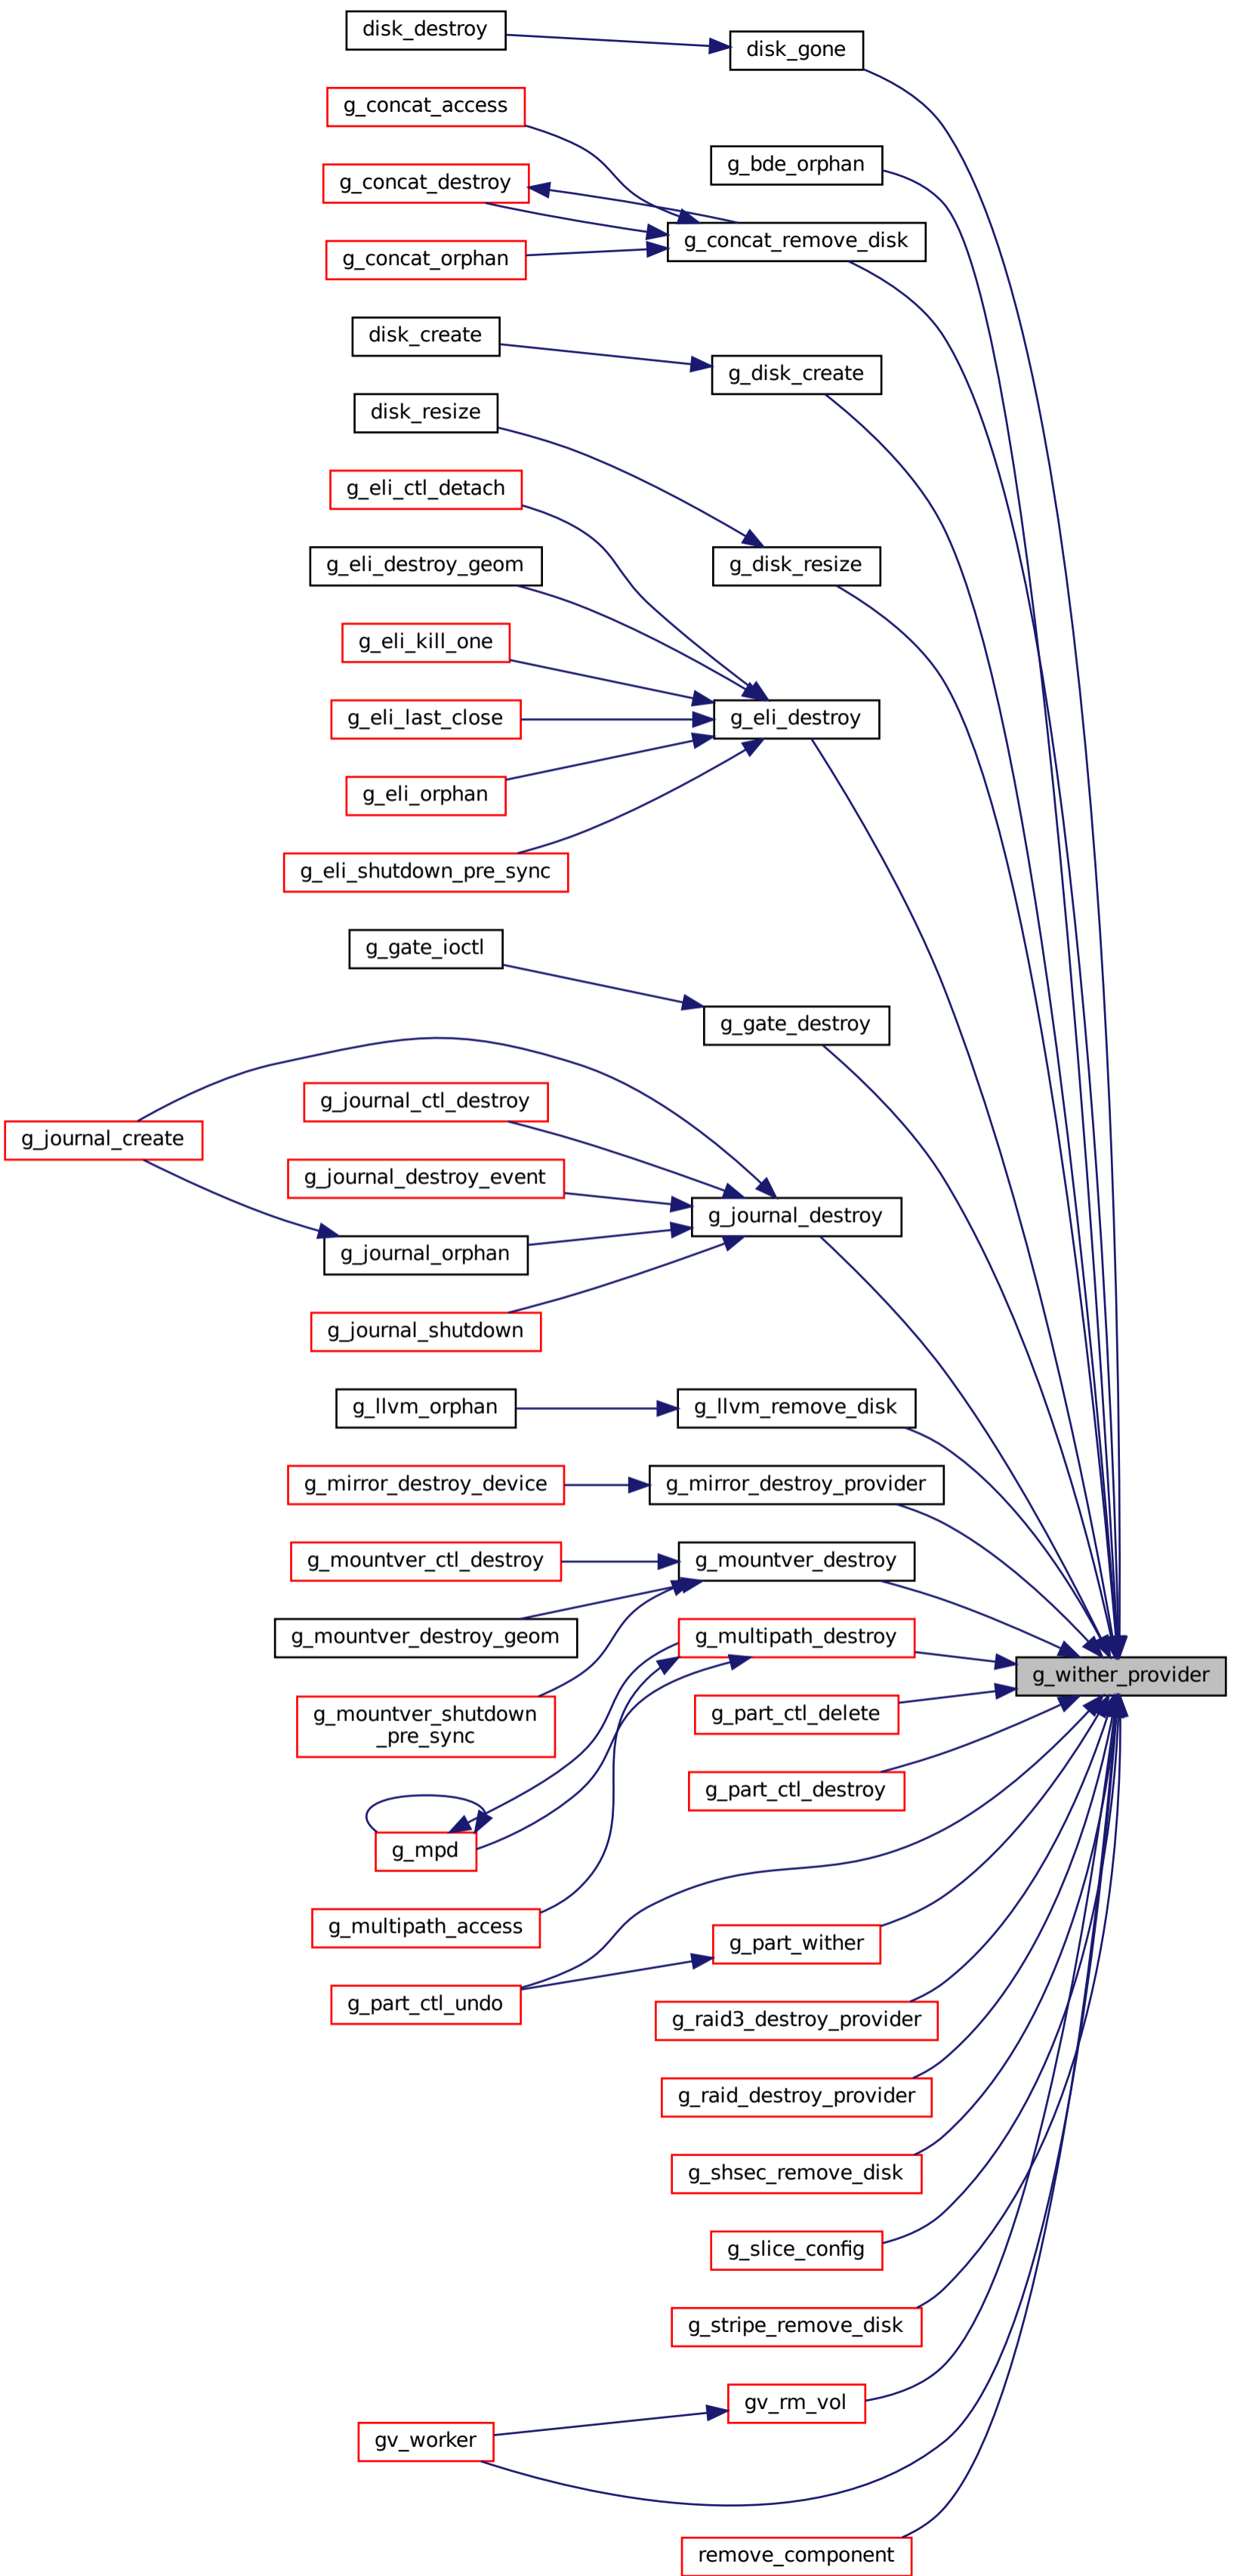 disk_destroy
disk_gone
g_concat_access
g_bde_orphan
g_concat_destroy
g_concat_remove_disk
g_concat_orphan
disk_create
g_disk_create
disk_resize
g_eli_ctl_detach
g_eli_destroy_geom
g_disk_resize
g_eli_kill_one
g_eli_last_close
g_eli_destroy
g_eli_orphan
g_eli_shutdown_pre_sync
g_gate_ioctl
g_gate_destroy
g_journal_ctl_destroy
g_journal_create
g_journal_destroy_event
g_journal_destroy
g_journal_orphan
g_journal_shutdown
g_llvm_orphan
g_llvm_remove_disk
g_mirror_destroy_device
g_mirror_destroy_provider
g_mountver_ctl_destroy
g_mountver_destroy
g_mountver_destroy_geom
g_multipath_destroy
g_wither_provider
g_mountver_shutdown
_pre_sync
g_part_ctl_delete
g_part_ctl_destroy
g_mpd
g_multipath_access
g_part_wither
g_part_ctl_undo
g_raid3_destroy_provider
g_raid_destroy_provider
g_shsec_remove_disk
g_slice_config
g_stripe_remove_disk
gv_rm_vol
gv_worker
remove_component